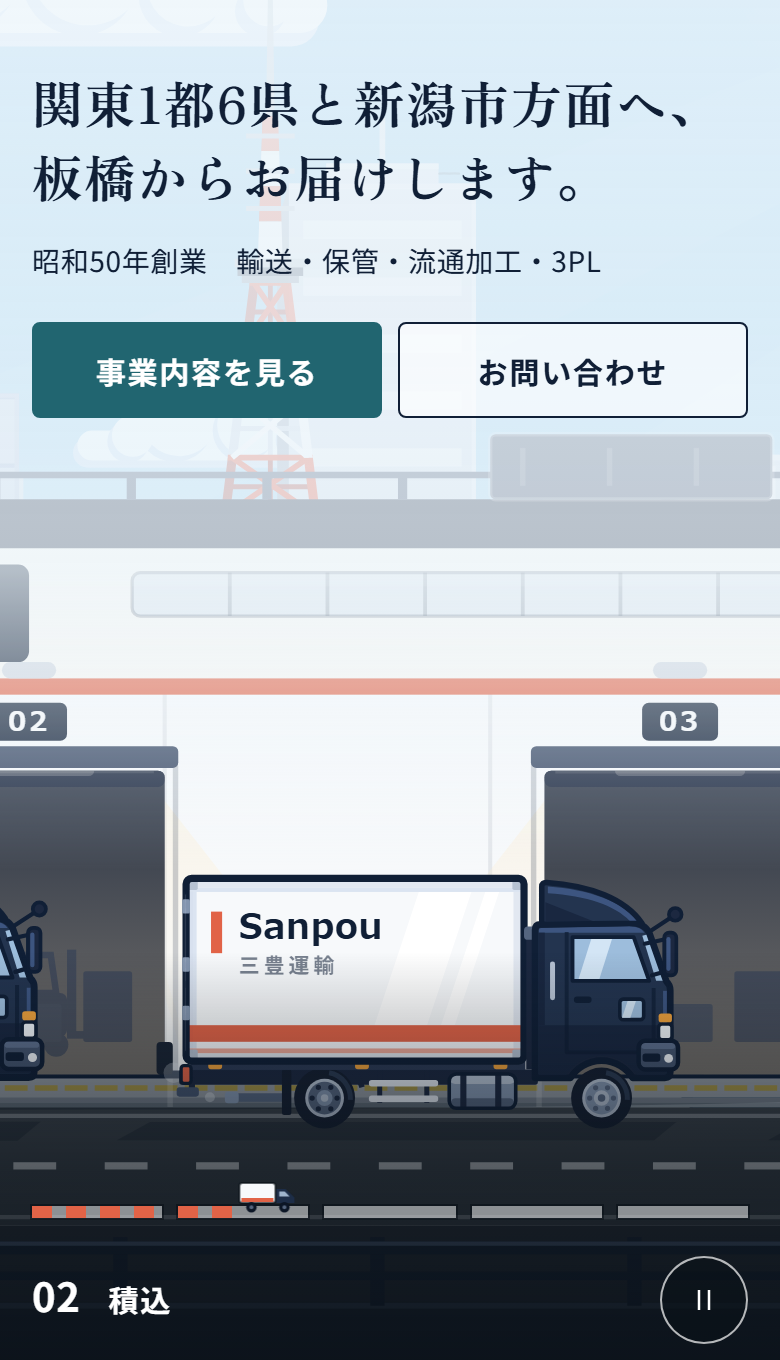 関東1都6県と新潟市方面へ、
板橋からお届けします。
昭和50年創業　輸送・保管・流通加工・3PL
事業内容を見る
お問い合わせ
02
03
Sanpou
三豊運輸
02 積込